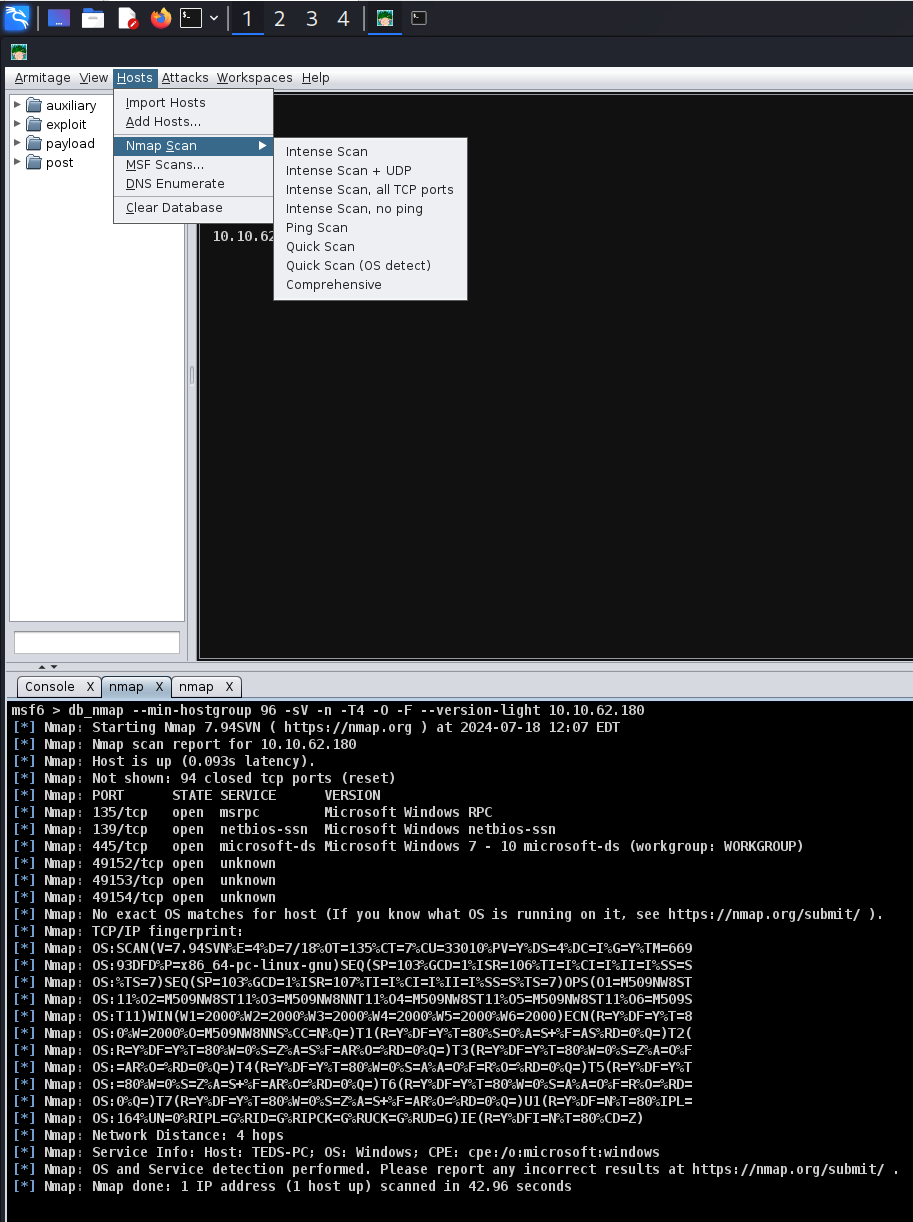 1 2 3 4
Armitage View Hosts Attacks Workspaces Help
auxiliary
exploit
payload
post
Import Hosts
Add Hosts...
Nmap Scan
MSF Scans...
DNS Enumerate
Clear Database
Intense Scan
Intense Scan + UDP
Intense Scan, all TCP ports
Intense Scan, no ping
Ping Scan
Quick Scan
Quick Scan (OS detect)
Comprehensive
10.10.62
Console X nmap X nmap X
msf6 > db_nmap --min-hostgroup 96 -sV -n -T4 -O -F --version-light 10.10.62.180
[*] Nmap: Starting Nmap 7.94SVN ( https://nmap.org ) at 2024-07-18 12:07 EDT
[*] Nmap: Nmap scan report for 10.10.62.180
[*] Nmap: Host is up (0.093s latency).
[*] Nmap: Not shown: 94 closed tcp ports (reset)
[*] Nmap: PORT STATE SERVICE VERSION
[*] Nmap: 135/tcp open msrpc Microsoft Windows RPC
[*] Nmap: 139/tcp open netbios-ssn Microsoft Windows netbios-ssn
[*] Nmap: 445/tcp open microsoft-ds Microsoft Windows 7 - 10 microsoft-ds (workgroup: WORKGROUP)
[*] Nmap: 49152/tcp open unknown
[*] Nmap: 49153/tcp open unknown
[*] Nmap: 49154/tcp open unknown
[*] Nmap: No exact OS matches for host (If you know what OS is running on it, see https://nmap.org/submit/ ).
[*] Nmap: TCP/IP fingerprint:
[*] Nmap: OS:SCAN(V=7.94SVN%E=4%D=7/18%OT=135%CT=7%CU=33010%PV=Y%DS=4%DC=I%G=Y%TM=669
[*] Nmap: OS:93DFD%P=x86_64-pc-linux-gnu)SEQ(SP=103%GCD=1%ISR=106%TI=I%CI=I%II=I%SS=S
[*] Nmap: OS:%TS=7)SEQ(SP=103%GCD=1%ISR=107%TI=I%CI=I%II=I%SS=S%TS=7)OPS(O1=M509NW8ST
[*] Nmap: OS:11%O2=M509NW8ST11%O3=M509NW8NNT11%O4=M509NW8ST11%O5=M509NW8ST11%O6=M509S
[*] Nmap: OS:T11)WIN(W1=2000%W2=2000%W3=2000%W4=2000%W5=2000%W6=2000)ECN(R=Y%DF=Y%T=8
[*] Nmap: OS:0%W=2000%O=M509NW8NNS%CC=N%Q=)T1(R=Y%DF=Y%T=80%S=O%A=S+%F=AS%RD=0%Q=)T2(
[*] Nmap: OS:R=Y%DF=Y%T=80%W=0%S=Z%A=S%F=AR%O=%RD=0%Q=)T3(R=Y%DF=Y%T=80%W=0%S=Z%A=O%F
[*] Nmap: OS:=AR%O=%RD=0%Q=)T4(R=Y%DF=Y%T=80%W=0%S=A%A=O%F=R%O=%RD=0%Q=)T5(R=Y%DF=Y%T
[*] Nmap: OS:=80%W=0%S=Z%A=S+%F=AR%O=%RD=0%Q=)T6(R=Y%DF=Y%T=80%W=0%S=A%A=O%F=R%O=%RD=
[*] Nmap: OS:0%Q=)T7(R=Y%DF=Y%T=80%W=0%S=Z%A=S+%F=AR%O=%RD=0%Q=)U1(R=Y%DF=N%T=80%IPL=
[*] Nmap: OS:164%UN=0%RIPL=G%RID=G%RIPCK=G%RUCK=G%RUD=G)IE(R=Y%DFI=N%T=80%CD=Z)
[*] Nmap: Network Distance: 4 hops
[*] Nmap: Service Info: Host: TEDS-PC; OS: Windows; CPE: cpe:/o:microsoft:windows
[*] Nmap: OS and Service detection performed. Please report any incorrect results at https://nmap.org/submit/ .
[*] Nmap: Nmap done: 1 IP address (1 host up) scanned in 42.96 seconds